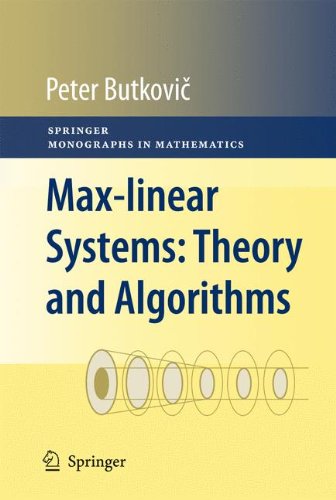 Peter Butkovič
SPRINGER
MONOGRAPHS IN MATHEMATICS
Max-linear
Systems: Theory
and Algorithms
Springer